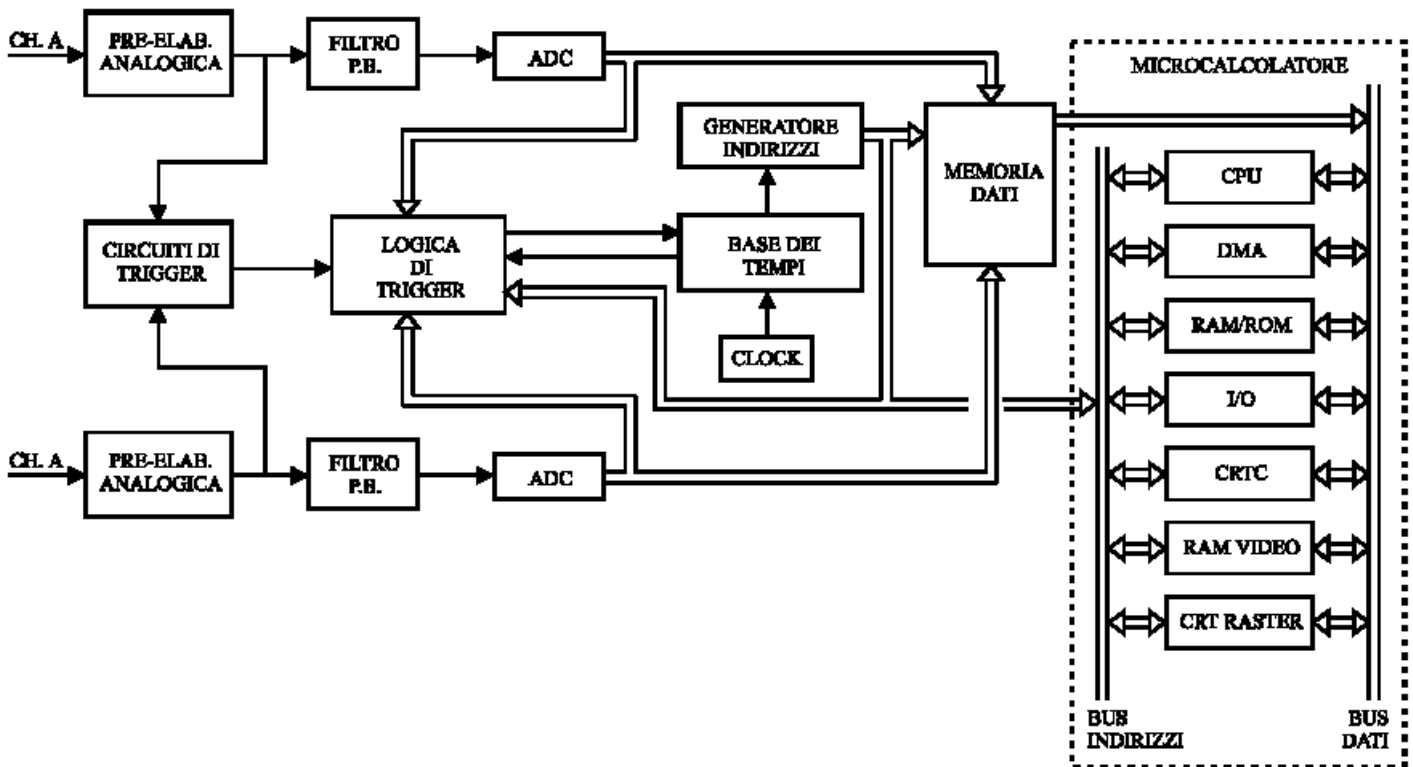 CH. A
PRE-ELAB.
ANALOGICA
FILTRO
P.B.
ADC
MICROCALCOLATORE
GENERATORE
INDIRIZZI
MEMORIA
DATI
CPU
CIRCUITI DI
TRIGGER
LOGICA
DI
TRIGGER
BASE DEI
TEMPI
DMA
RAM/ROM
CLOCK
I/O
CH. A
PRE-ELAB.
ANALOGICA
FILTRO
P.B.
ADC
CRTC
RAM VIDEO
CRT RASTER
BUS
INDIRIZZI
BUS
DATI